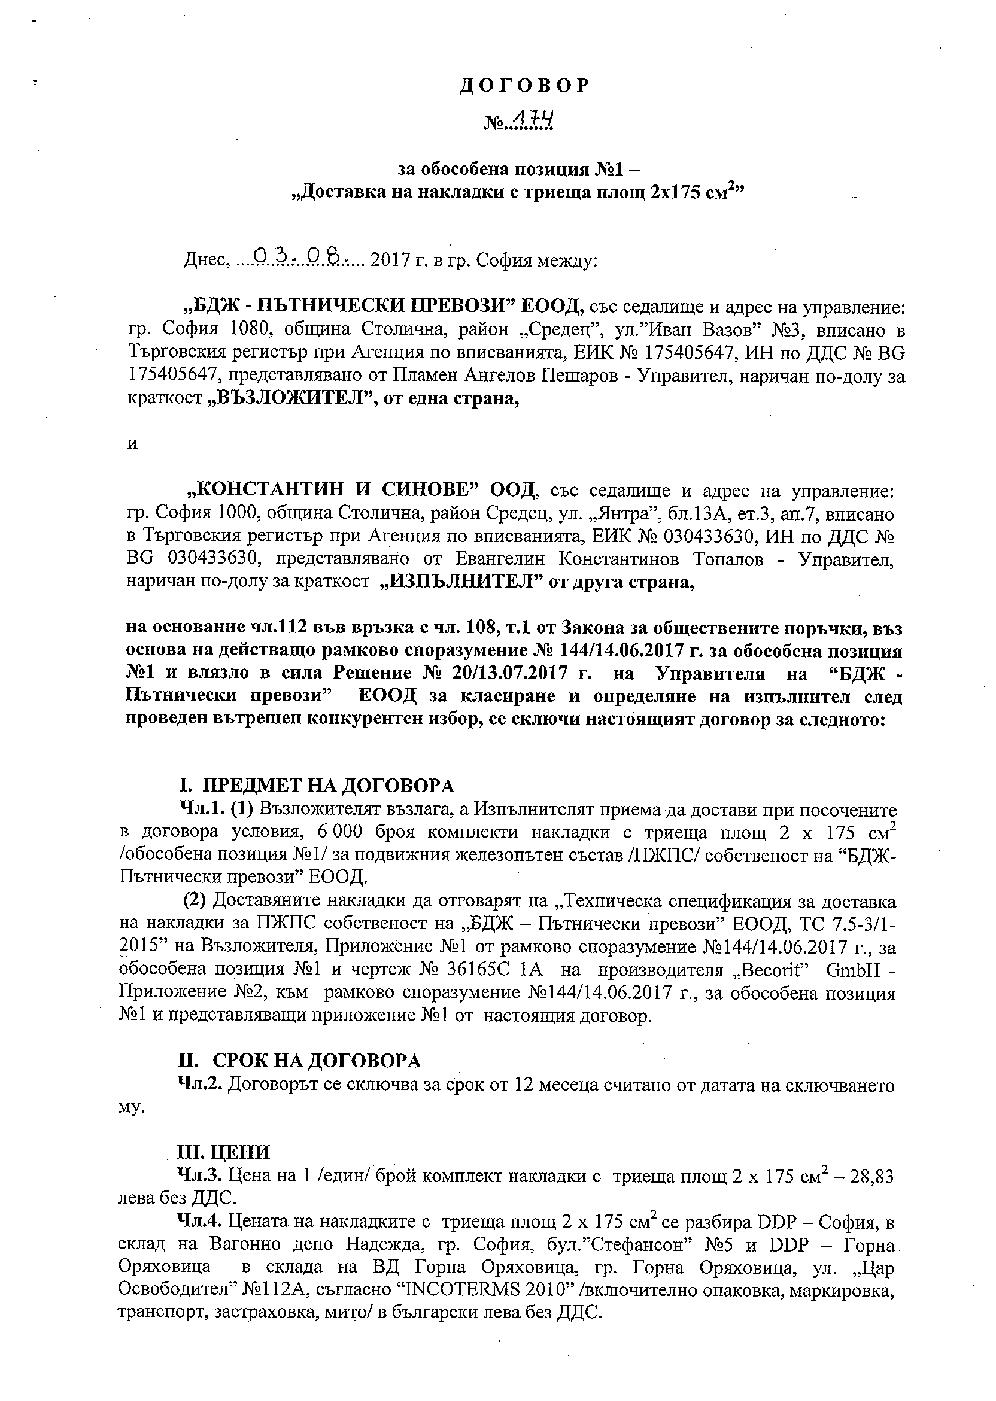 ДОГОВОР
№ 174
за обособена позиция №1 –
„Доставка на накладки с триеща площ 2х175 см²”
Днес, ....03.08..... 2017 г. в гр. София между:
„БДЖ - ПЪТНИЧЕСКИ ПРЕВОЗИ” ЕООД, със седалище и адрес на управление:
гр. София 1080, община Столична, район „Средец”, ул.”Иван Вазов” №3, вписано в
Търговския регистър при Агенция по вписванията, ЕИК № 175405647, ИН по ДДС № BG
175405647, представлявано от Пламен Ангелов Пешаров - Управител, наричан по-долу за
краткост „ВЪЗЛОЖИТЕЛ”, от една страна,
и
„КОНСТАНТИН И СИНОВЕ” ООД, със седалище и адрес на управление:
гр. София 1000, община Столична, район Средец, ул. „Янтра”, бл.13А, ет.3, ап.7, вписано
в Търговския регистър при Агенция по вписванията, ЕИК № 030433630, ИН по ДДС №
BG 030433630, представлявано от Евангелин Константинов Топалов - Управител,
наричан по-долу за краткост „ИЗПЪЛНИТЕЛ” от друга страна,
на основание чл.112 във връзка с чл. 108, т.1 от Закона за обществените поръчки, въз
основа на действащо рамково споразумение № 144/14.06.2017 г. за обособена позиция
№1 и влязло в сила Решение № 20/13.07.2017 г. на Управителя на “БДЖ -
Пътнически превози” ЕООД за класиране и определяне на изпълнител след
проведен вътрешен конкурентен избор, се сключи настоящият договор за следното:
I. ПРЕДМЕТ НА ДОГОВОРА
Чл.1. (1) Възложителят възлага, а Изпълнителят приема да достави при посочените
в договора условия, 6 000 броя комплекти накладки с триеща площ 2 х 175 см²
/обособена позиция №1/ за подвижния железопътен състав /ПЖПС/ собственост на “БДЖ-
Пътнически превози” ЕООД.
(2) Доставяните накладки да отговарят на „Техническа спецификация за доставка
на накладки за ПЖПС собственост на „БДЖ – Пътнически превози” ЕООД, ТС 7.5-3/1-
2015” на Възложителя, Приложение №1 от рамково споразумение №144/14.06.2017 г., за
обособена позиция №1 и чертеж № 36165C 1A на производителя „Becorit” GmbH -
Приложение №2, към рамково споразумение №144/14.06.2017 г., за обособена позиция
№1 и представляващи приложение №1 от настоящия договор.
II. СРОК НА ДОГОВОРА
Чл.2. Договорът се сключва за срок от 12 месеца считано от датата на сключването
му.
III. ЦЕНИ
Чл.3. Цена на 1 /един/ брой комплект накладки с триеща площ 2 х 175 см² – 28,83
лева без ДДС.
Чл.4. Цената на накладките с триеща площ 2 х 175 см² се разбира DDP – София, в
склад на Вагонно депо Надежда, гр. София, бул.”Стефансон” №5 и DDP – Горна
Оряховица в склада на ВД Горна Оряховица, гр. Горна Оряховица, ул. „Цар
Освободител” №112А, съгласно “INCOTERMS 2010” /включително опаковка, маркировка,
транспорт, застраховка, мито/ в български лева без ДДС.